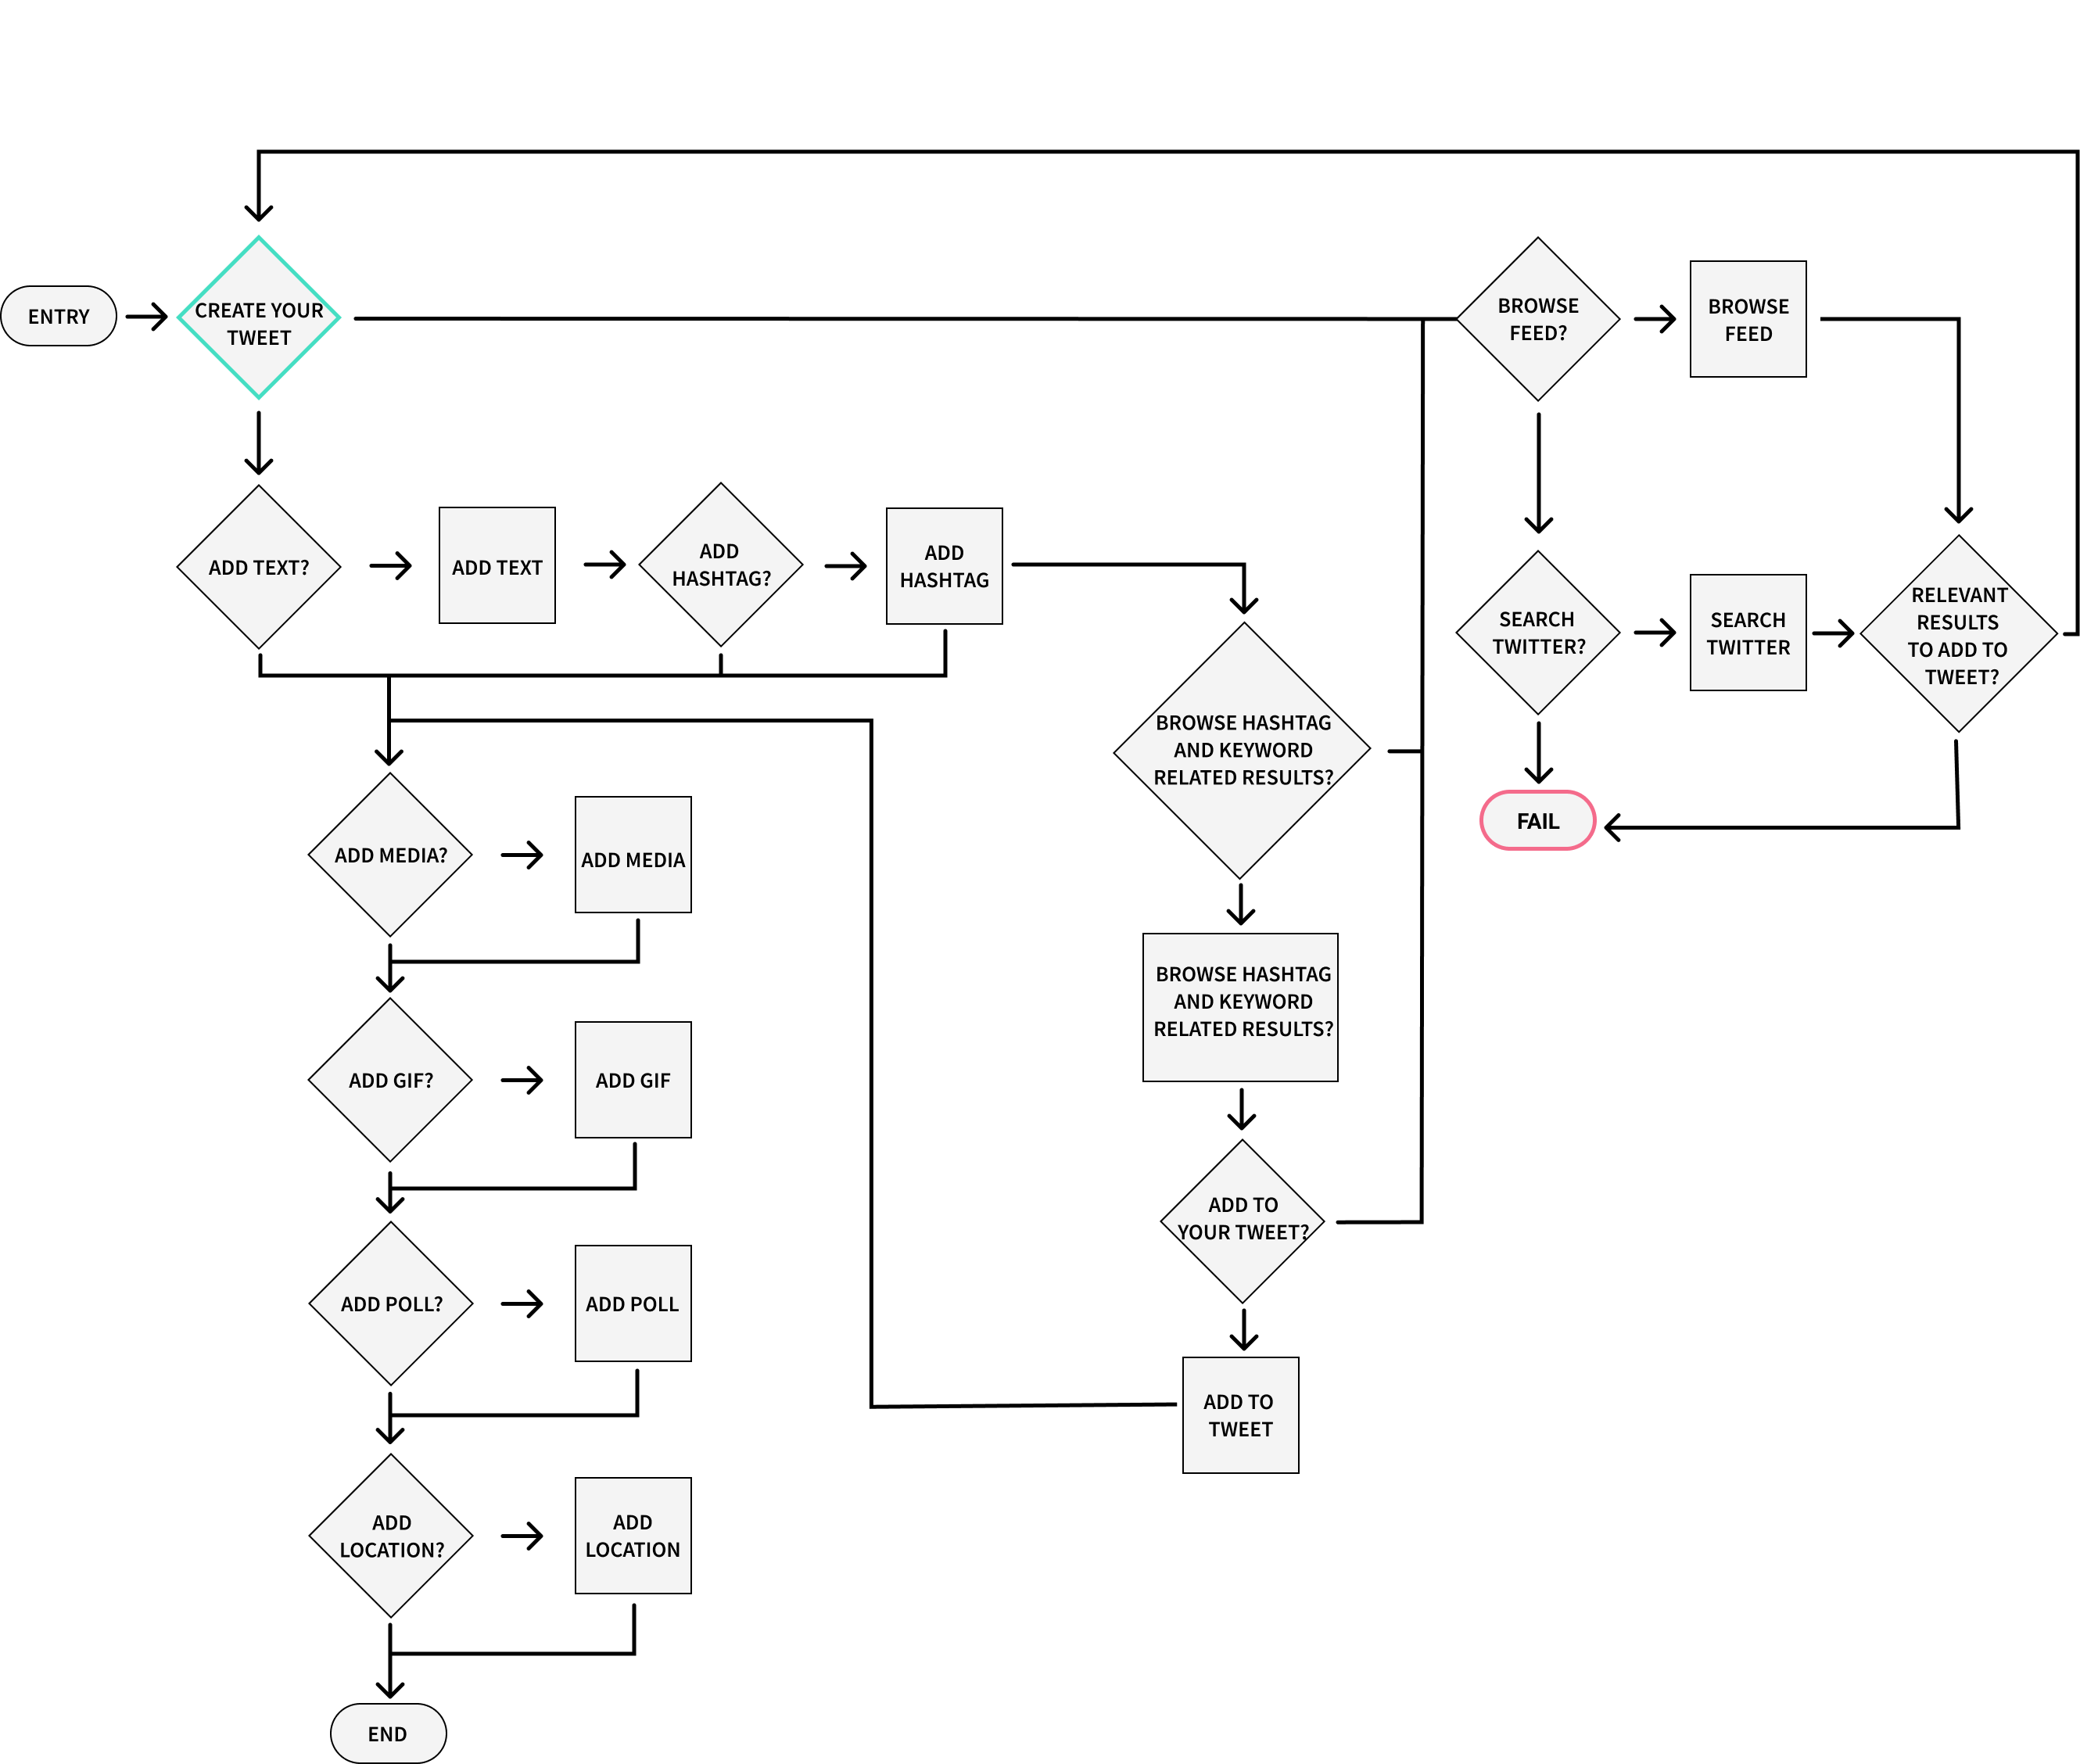 ENTRY
CREATE YOUR
TWEET
BROWSE
FEED?
BROWSE
FEED
ADD TEXT?
ADD TEXT
ADD
HASHTAG?
ADD
HASHTAG
SEARCH
TWITTER?
SEARCH
TWITTER
RELEVANT
RESULTS
TO ADD TO
TWEET?
BROWSE HASHTAG
AND KEYWORD
RELATED RESULTS?
FAIL
ADD MEDIA?
ADD MEDIA
BROWSE HASHTAG
AND KEYWORD
RELATED RESULTS?
ADD GIF?
ADD GIF
ADD TO
YOUR TWEET?
ADD POLL?
ADD POLL
ADD TO
TWEET
ADD
LOCATION?
ADD
LOCATION
END